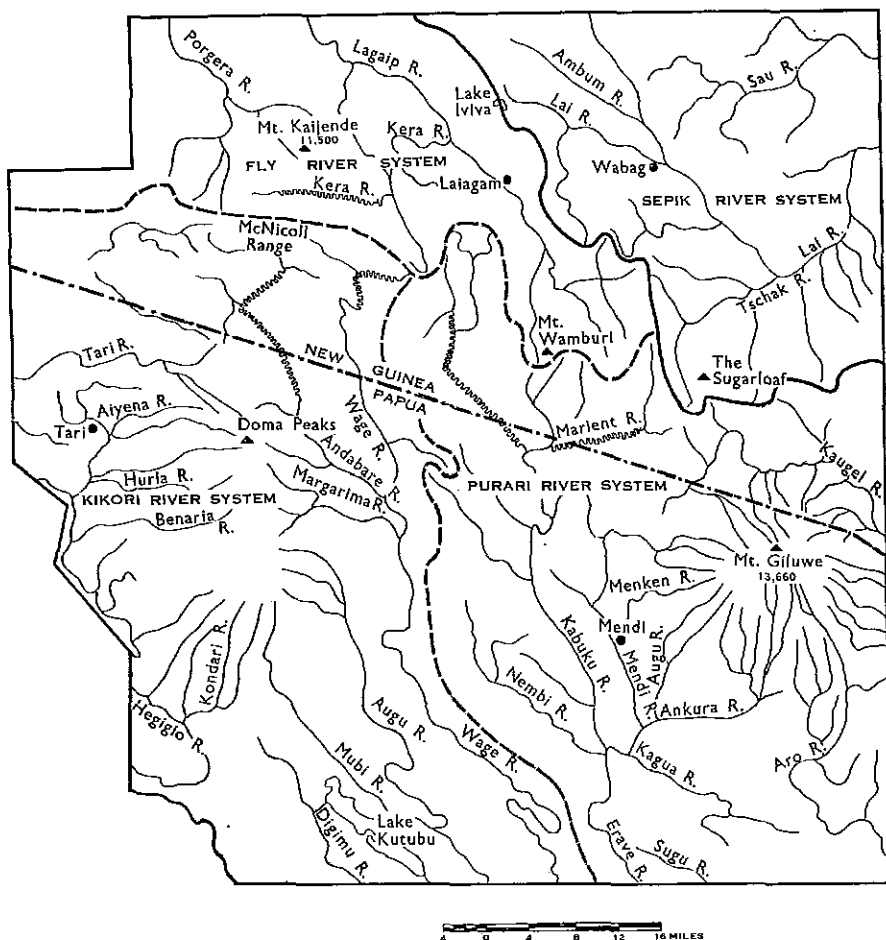 Porgera R.
Lagaip R.
Ambum R.
Sau R.
Lake
Iviva
Lai R.
Mt. Kaijende
11,500
Kera R.
FLY RIVER SYSTEM
Wabag
Kera R.
Laiagam
SEPIK RIVER SYSTEM
McNicoll
Range
Lai R.
Tschak R.
Mt.
Wamburi
NEW GUINEA
PAPUA
Tari R.
The
Sugarloaf
Aiyena R.
Tari
Doma Peaks
Wage R.
Marient R.
Andabare R.
Kaugel R.
Huria R.
Margarima R.
KIKORI RIVER SYSTEM
PURARI RIVER SYSTEM
Benaria
R.
Mt. Giluwe
13,660
Menken R.
Mendi
Kabuku R.
Mendi R.
Augu R.
Kondari R.
Nembi R.
Ankura R.
Hegigio R.
Augu R.
Wage R.
Kagua R.
Aro R.
Mubi R.
Lake
Kutubu
Digimu R.
Erave R.
Sugu R.
4 0 4 8 12 16 MILES